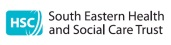 HSC South Eastern Health
and Social Care Trust